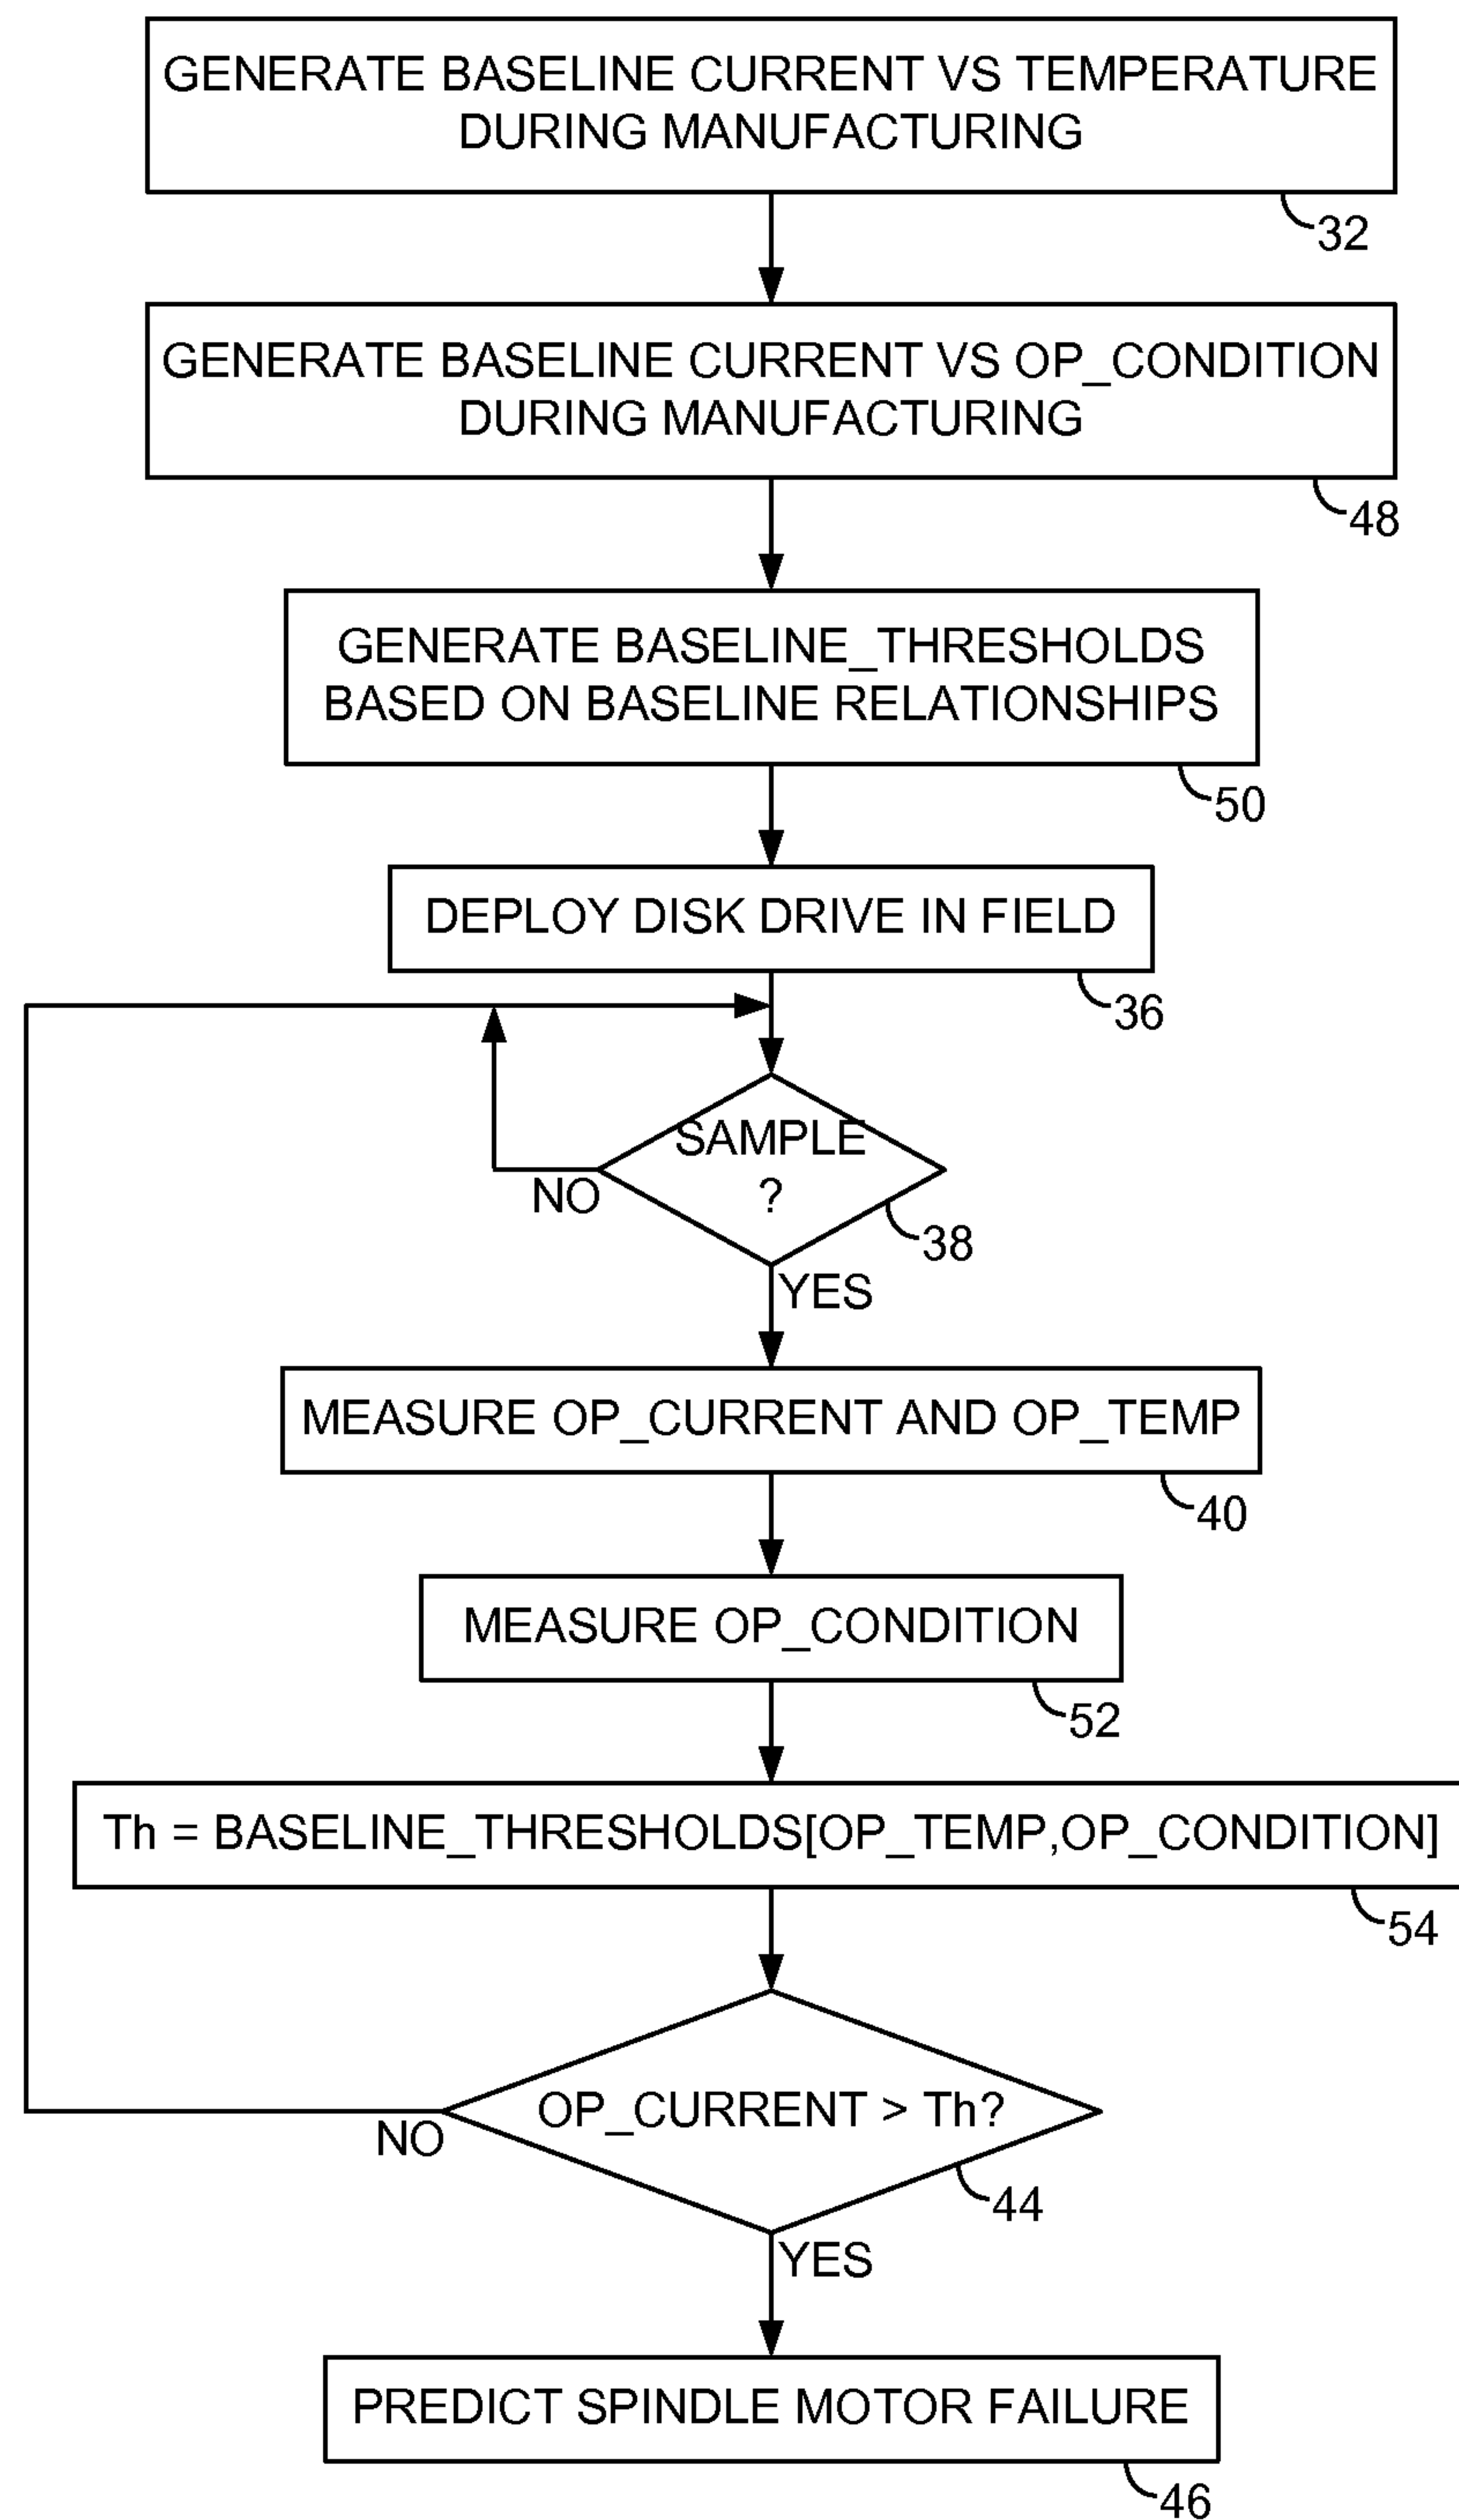 GENERATE BASELINE CURRENT VS TEMPERATURE
DURING MANUFACTURING
32
GENERATE BASELINE CURRENT VS OP_CONDITION
DURING MANUFACTURING
48
GENERATE BASELINE_THRESHOLDS
BASED ON BASELINE RELATIONSHIPS
50
DEPLOY DISK DRIVE IN FIELD
36
SAMPLE
?
NO
38
YES
MEASURE OP_CURRENT AND OP_TEMP
40
MEASURE OP_CONDITION
52
Th = BASELINE_THRESHOLDS[OP_TEMP,OP_CONDITION]
54
OP_CURRENT > Th?
NO
44
YES
PREDICT SPINDLE MOTOR FAILURE
46